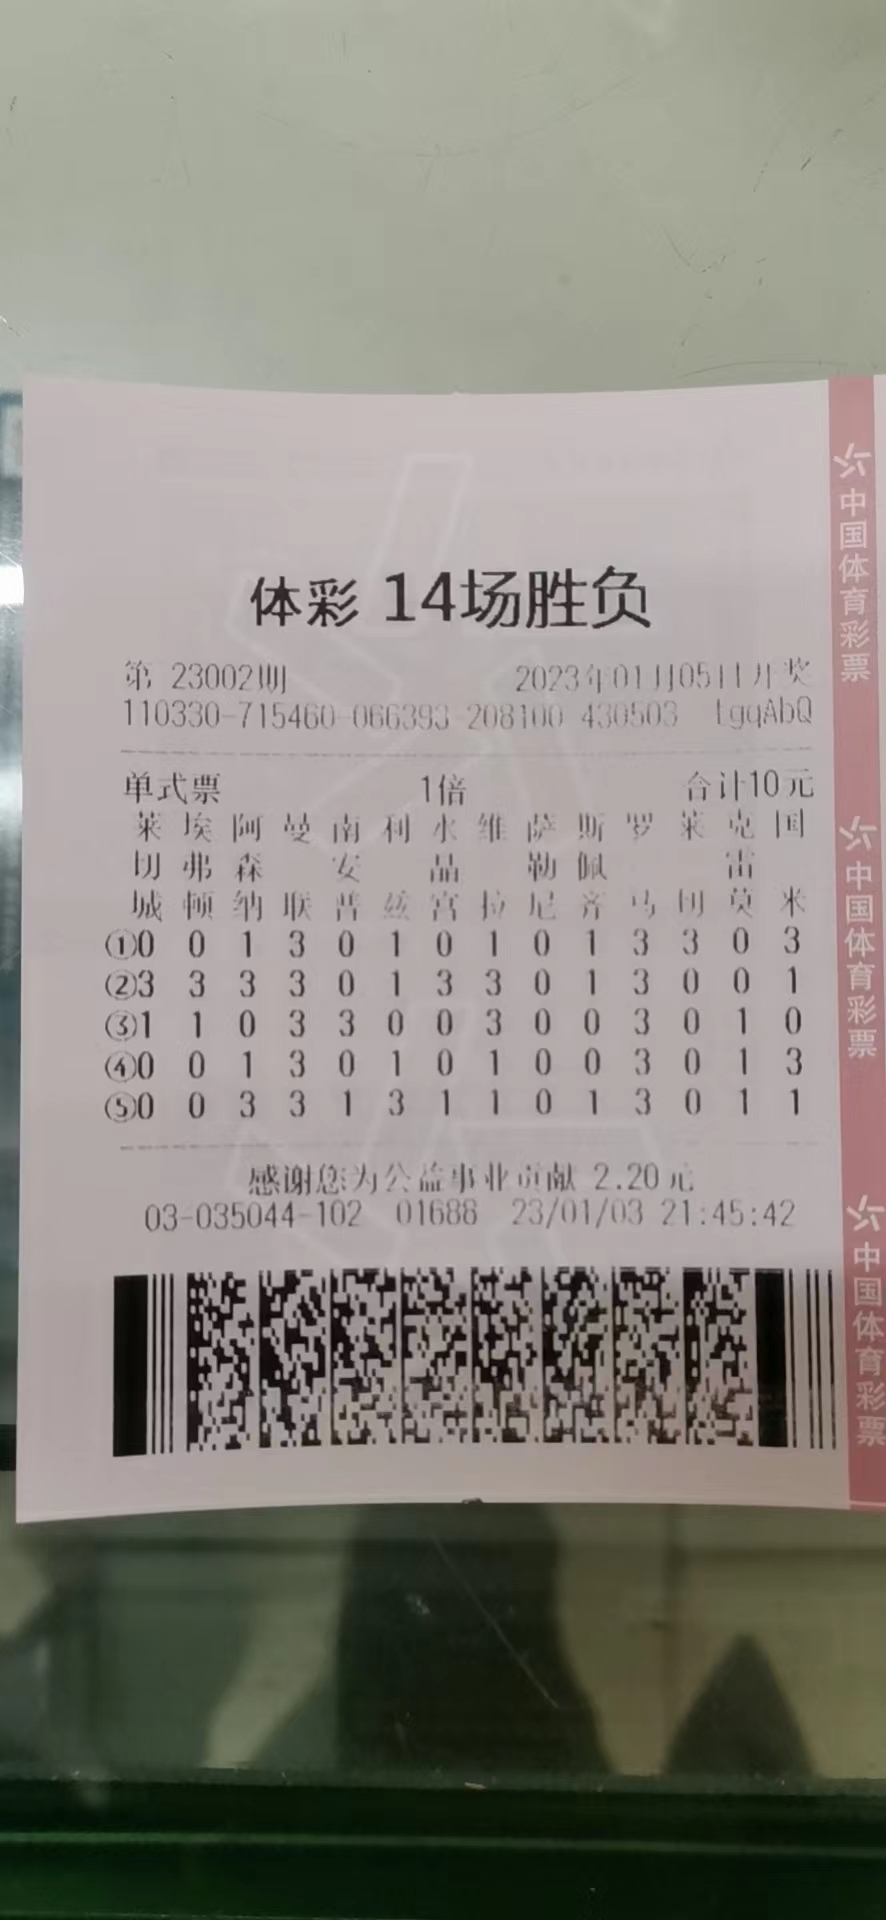 体彩 14场胜负
第 23002期 2023年01月05日开奖
110330-715460-066393-208100 430503 tgqAbQ
单式票 1倍 合计10元
莱 埃 阿 曼 南 利 水 维 萨 斯 罗 莱 克 国
切 弗 森 安 晶 勒 佩 雷
城 顿 纳 联 普 兹 宫 拉 尼 齐 马 切 莫 米
①0 0 1 3 0 1 0 1 0 1 3 3 0 3
②3 3 3 3 0 1 3 3 0 1 3 0 0 1
③1 1 0 3 3 0 0 3 0 0 3 0 1 0
④0 0 1 3 0 1 0 1 0 0 3 0 1 3
⑤0 0 3 3 1 3 1 1 0 1 3 0 1 1
感谢您为公益事业贡献 2.20元
03-035044-102 01688 23/01/03 21:45:42
中国体育彩票
中国体育彩票
中国体育彩票